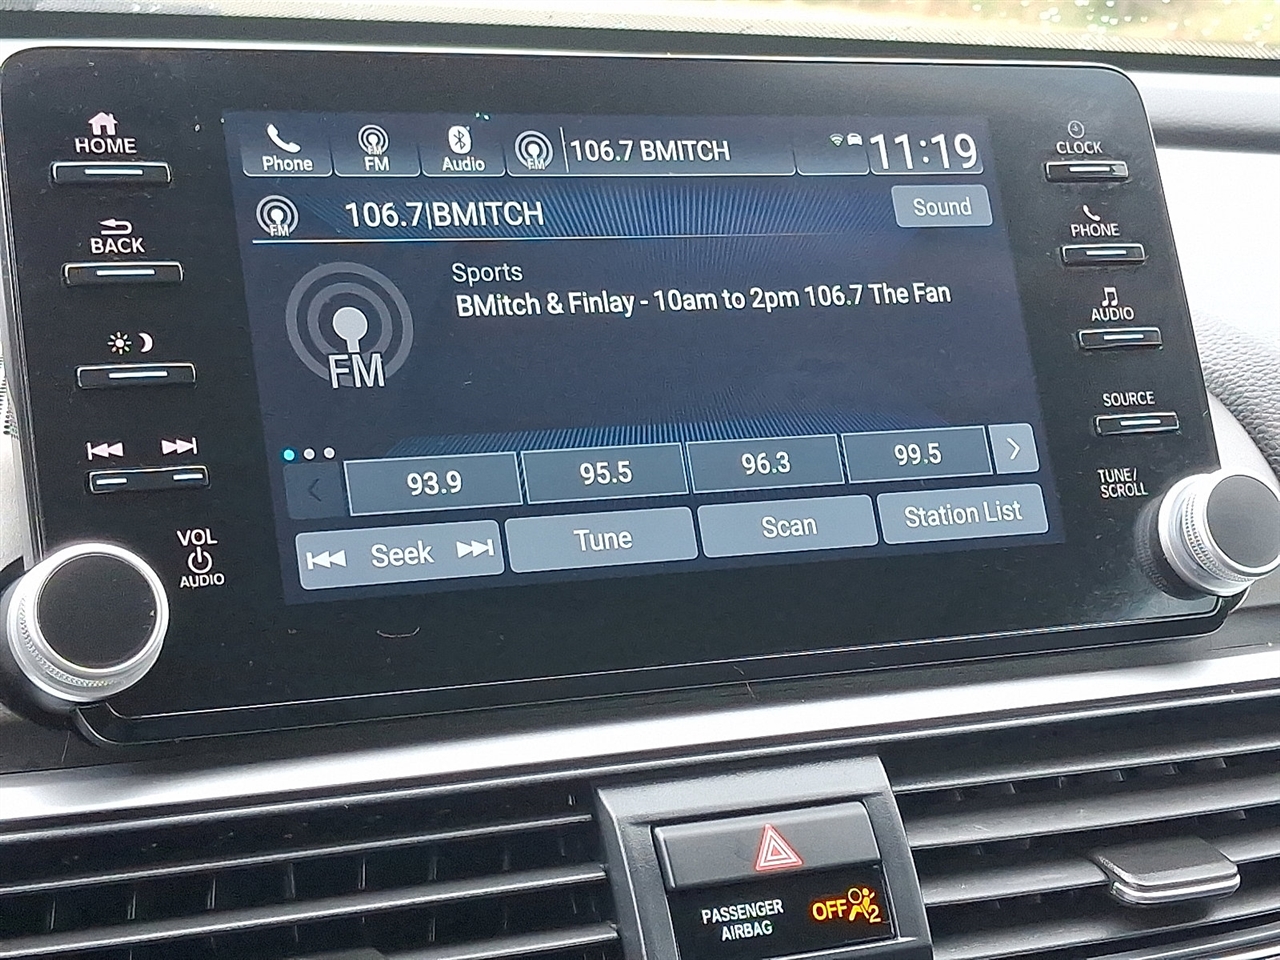 HOME
BACK
VOL
AUDIO
Phone
FM
Audio
FM
106.7 BMITCH
11:19
FM
106.7|BMITCH
Sound
FM
Sports
BMitch & Finlay - 10am to 2pm 106.7 The Fan
93.9
95.5
96.3
99.5
Seek
Tune
Scan
Station List
CLOCK
PHONE
AUDIO
SOURCE
TUNE/
SCROLL
PASSENGER
AIRBAG
OFF
2